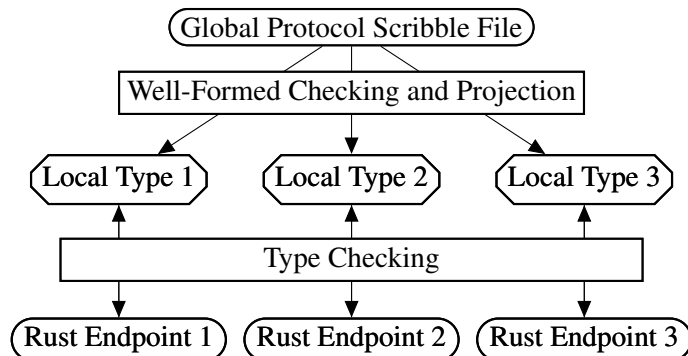 Global Protocol Scribble File
Well-Formed Checking and Projection
Local Type 1 Local Type 2 Local Type 3
Type Checking
Rust Endpoint 1 Rust Endpoint 2 Rust Endpoint 3